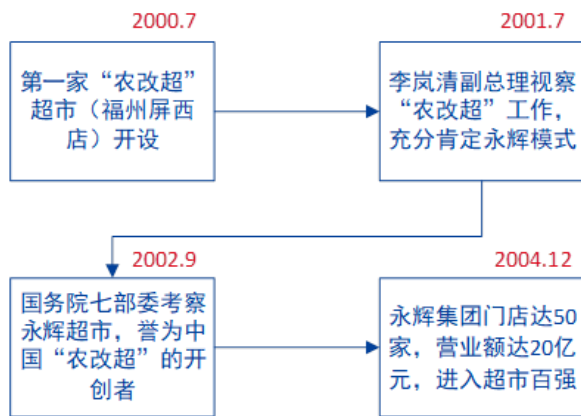 2000.7
第一家“农改超”
超市（福州屏西
店）开设
2001.7
李岚清副总理视察
“农改超”工作，
充分肯定永辉模式
2002.9
国务院七部委考察
永辉超市，誉为中
国“农改超”的开
创者
2004.12
永辉集团门店达50
家，营业额达20亿
元，进入超市百强